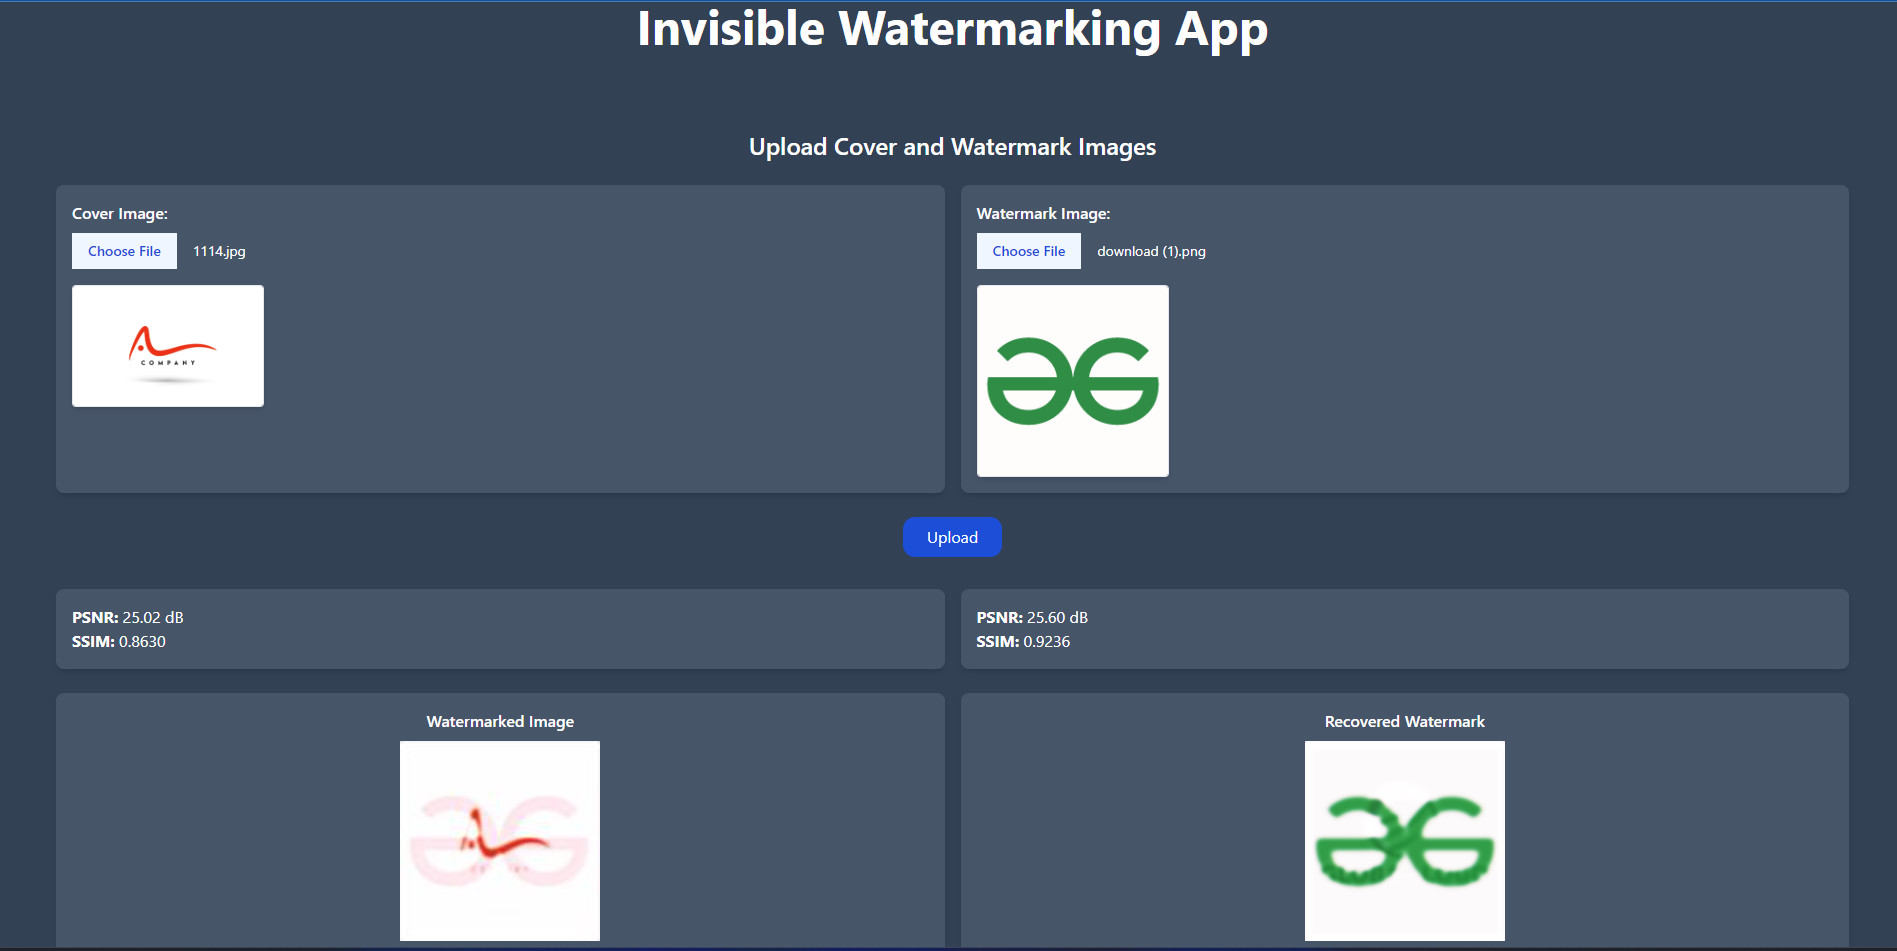 Invisible Watermarking App
Upload Cover and Watermark Images
Cover Image:
Choose File 1114.jpg
COMPANY
Watermark Image:
Choose File download (1).png
Upload
PSNR: 25.02 dB
SSIM: 0.8630
PSNR: 25.60 dB
SSIM: 0.9236
Watermarked Image
Recovered Watermark